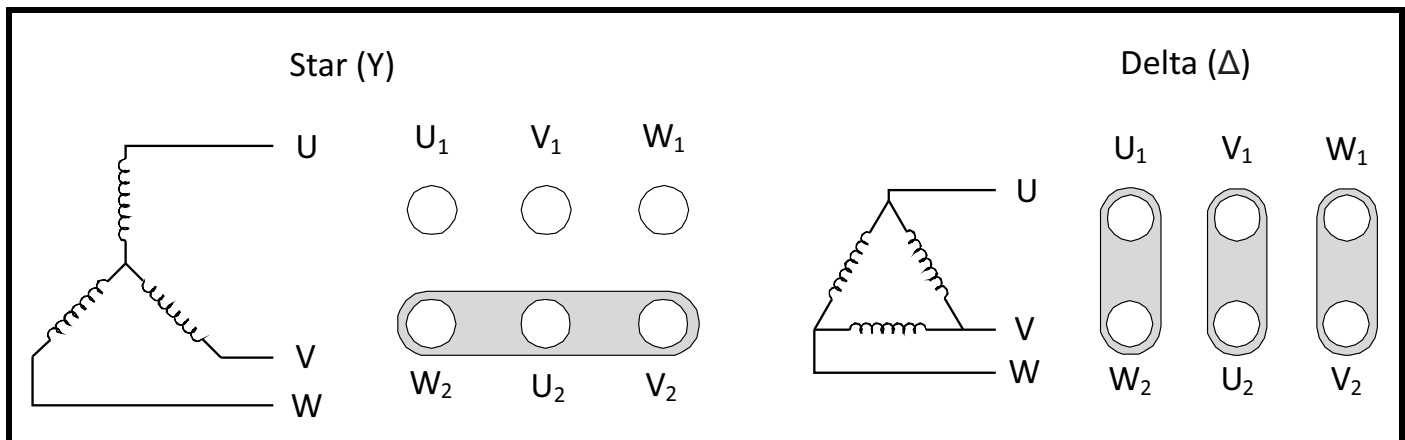 Star (Y)
Delta (Δ)
U
U₁ V₁ W₁
V
W
W₂ U₂ V₂
U₁ V₁ W₁
U
V
W
W₂ U₂ V₂